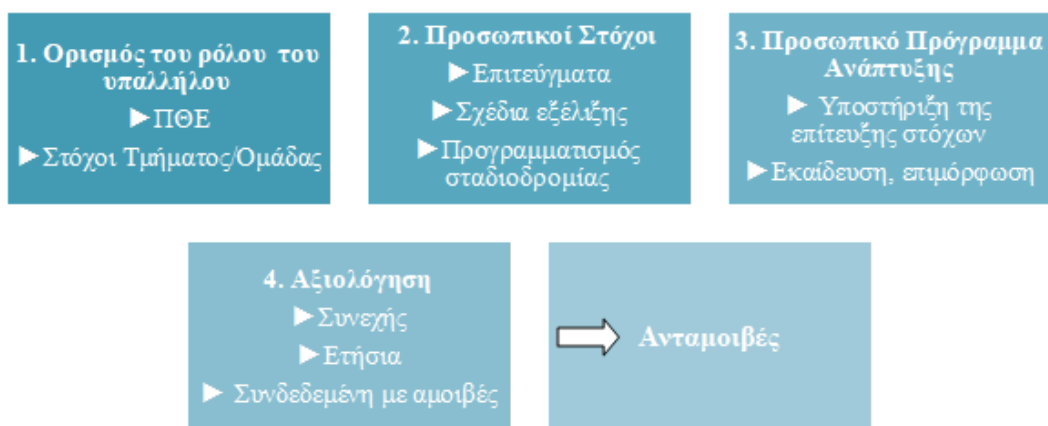 1. Ορισμός του ρόλου του
υπαλλήλου
►ΠΘΕ
►Στόχοι Τμήματος/Ομάδας
2. Προσωπικοί Στόχοι
►Επιτεύγματα
►Σχέδια εξέλιξης
►Προγραμματισμός
σταδιοδρομίας
3. Προσωπικό Πρόγραμμα
Ανάπτυξης
► Υποστήριξη της
επίτευξης στόχων
►Εκαίδευση, επιμόρφωση
4. Αξιολόγηση
►Συνεχής
►Ετήσια
► Συνδεδεμένη με αμοιβές
Ανταμοιβές